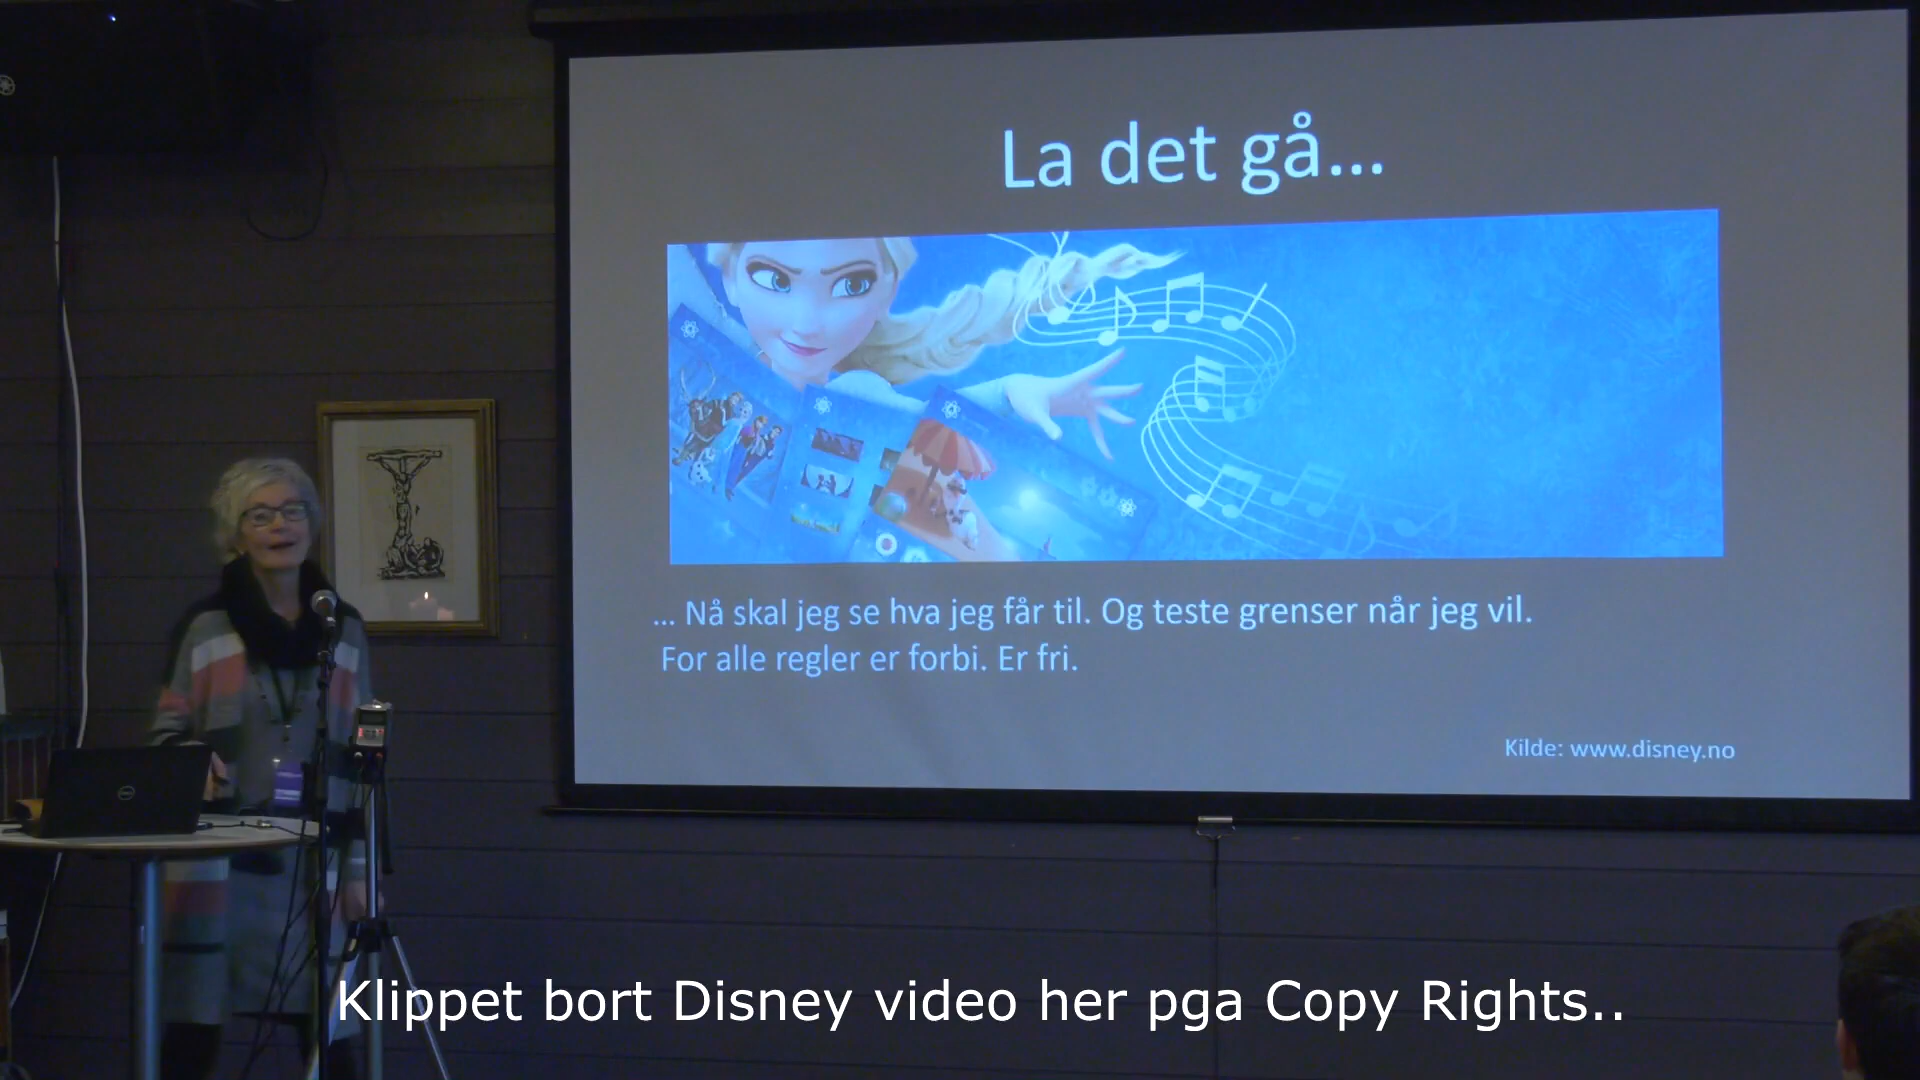 La det gå...
... Nå skal jeg se hva jeg får til. Og teste grenser når jeg vil.
For alle regler er forbi. Er fri.
Kilde: www.disney.no
DELL
Klippet bort Disney video her pga Copy Rights..